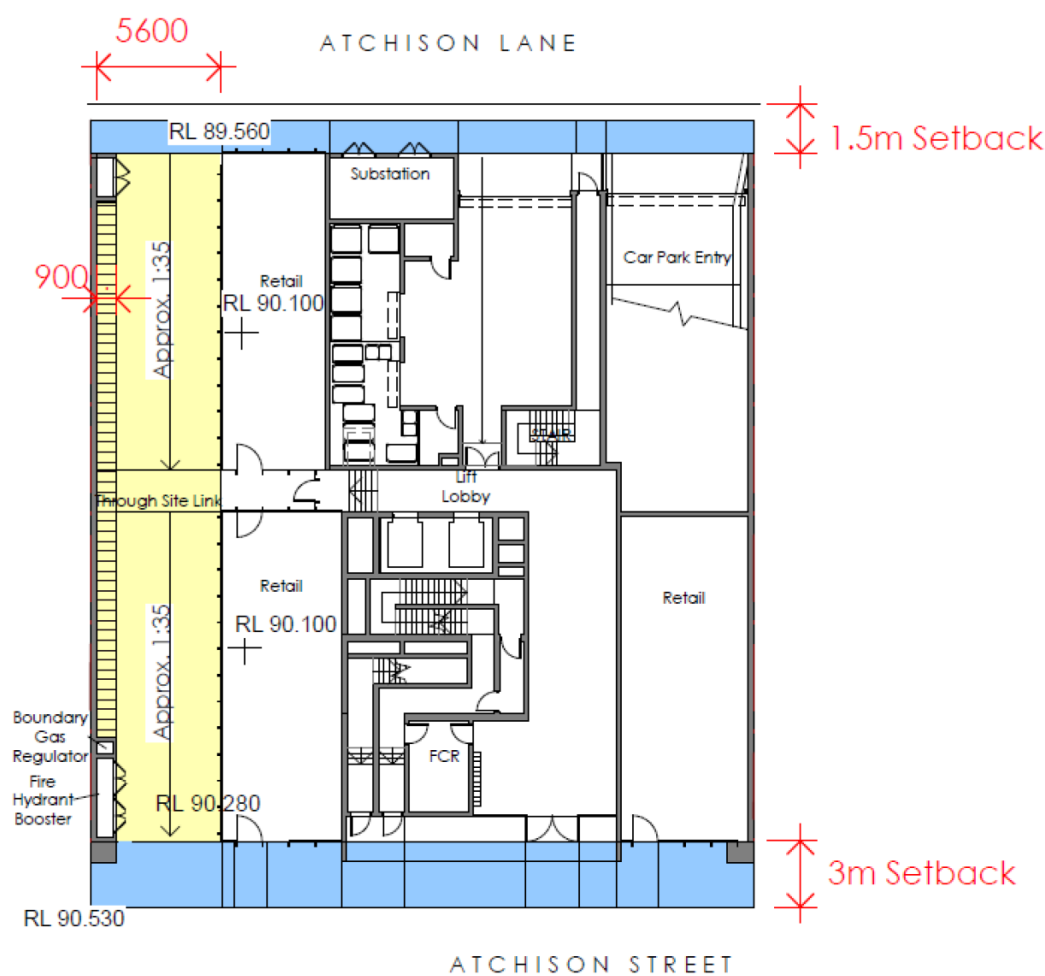 5600
ATCHISON LANE
RL 89.560
1.5m Setback
Substation
Approx. 1:35
Car Park Entry
900
Retail
RL 90.100
STAIR
Lift
Lobby
Through Site Link
Retail
Retail
RL 90.100
Approx. 1:35
Boundary
Gas
Regulator
FCR
Fire
Hydrant
Booster
RL 90.280
3m Setback
RL 90.530
ATCHISON STREET